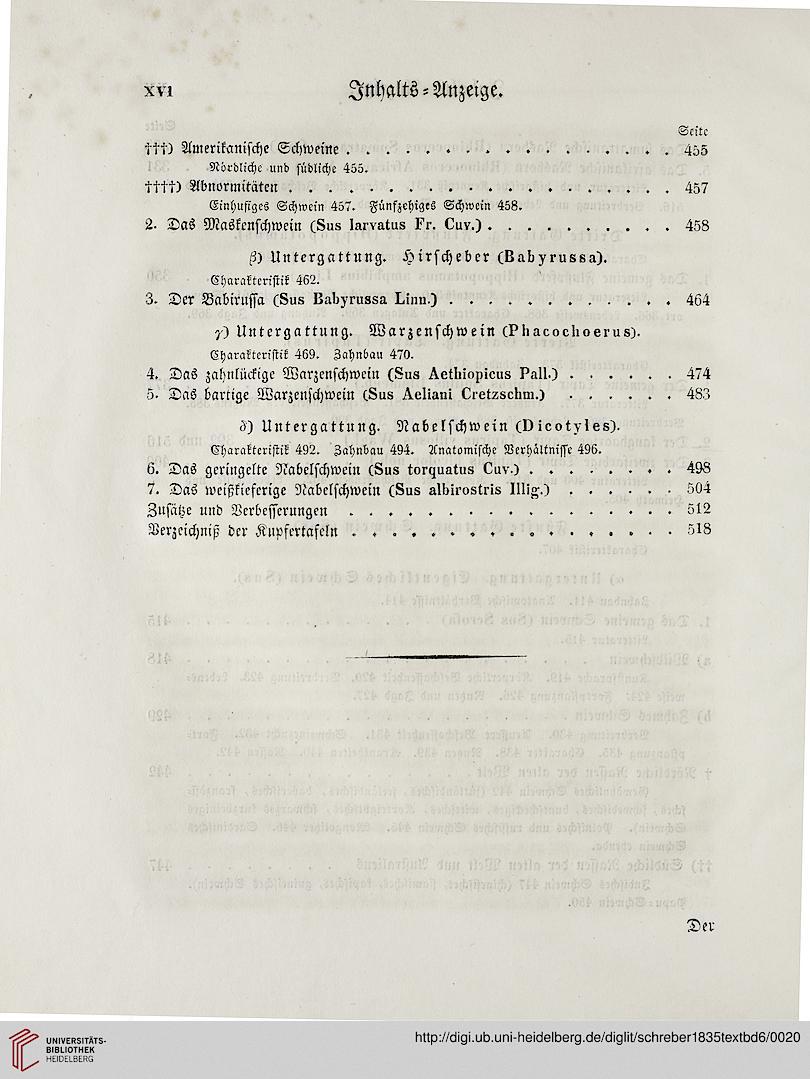 XVI Inhalts=Anzeige.
Seite
†††) Amerikanische Schweine . . . . . . . . . . . . . . . . . 455
Nördliche und südliche 455.
††††) Abnormitäten . . . . . . . . . . . . . . . . . . . . 457
Einhufiges Schwein 457. Fünfzehiges Schwein 458.
2. Das Maskenschwein (Sus larvatus Fr. Cuv.) . . . . . . . . . . 458
β) Untergattung. Hirscheber (Babyrussa).
Charakteristik 462.
3. Der Babirussa (Sus Babyrussa Linn.) . . . . . . . . . . . . 464
γ) Untergattung. Warzenschwein (Phacochoerus).
Charakteristik 469. Zahnbau 470.
4. Das zahnlückige Warzenschwein (Sus Aethiopicus Pall.) . . . . . . 474
5. Das bartige Warzenschwein (Sus Aeliani Cretzschm.) . . . . . . 483
δ) Untergattung. Nabelschwein (Dicotyles).
Charakteristik 492. Zahnbau 494. Anatomische Verhältnisse 496.
6. Das geringelte Nabelschwein (Sus torquatus Cuv.) . . . . . . . 498
7. Das weißkieferige Nabelschwein (Sus albirostris Illig.) . . . . . . 504
Zusätze und Verbesserungen . . . . . . . . . . . . . . . . . 512
Verzeichniß der Kupfertafeln . . . . . . . . . . . . . . . . . 518
Der
UNIVERSITÄTS-
BIBLIOTHEK
HEIDELBERG
http://digi.ub.uni-heidelberg.de/diglit/schreber1835textbd6/0020